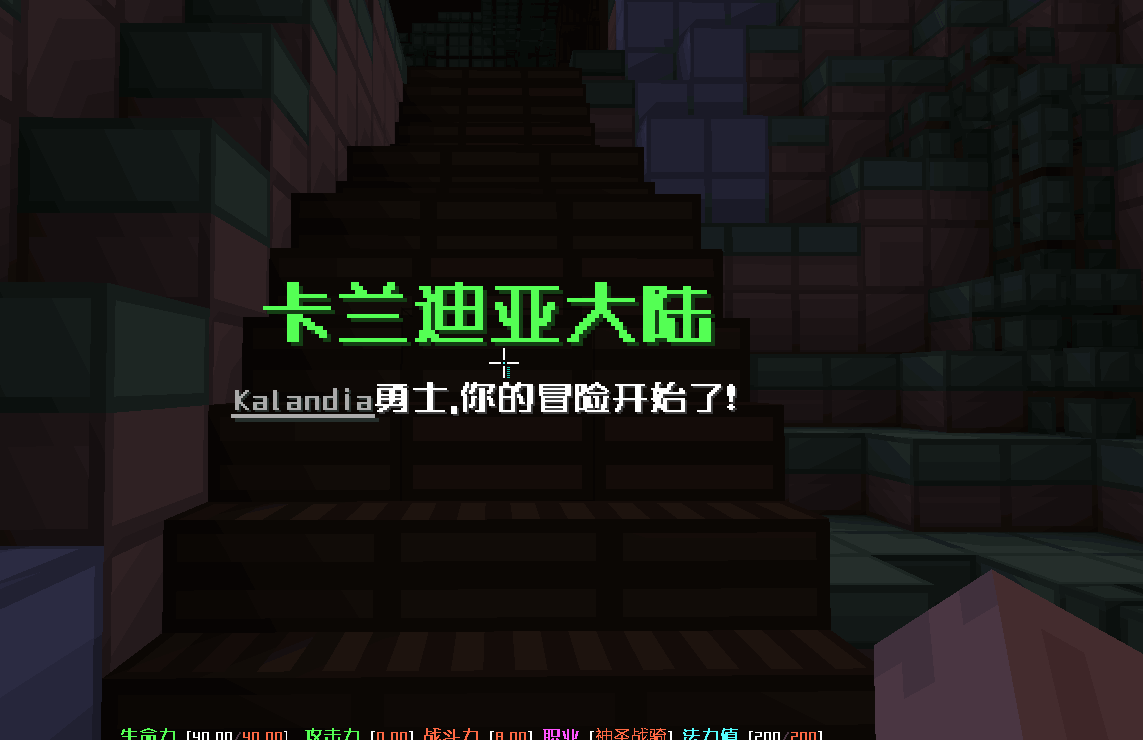 卡兰迪亚大陆
Kalandia勇士,你的冒险开始了!
生命力 [40.00/40.00] 攻击力 [0.00] 战斗力 [8.00] 职业 [神圣战骑] 法力值 [200/200]